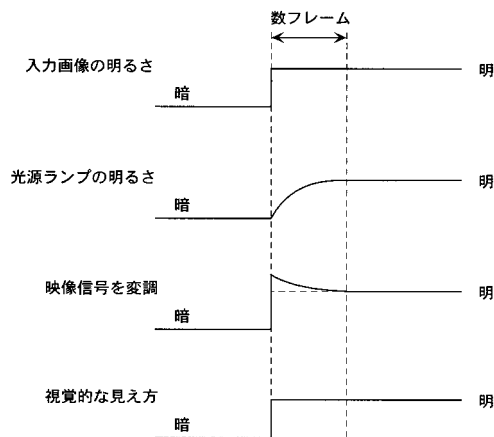 数フレーム
入力画像の明るさ
暗
明
光源ランプの明るさ
暗
明
映像信号を変調
暗
明
視覚的な見え方
暗
明